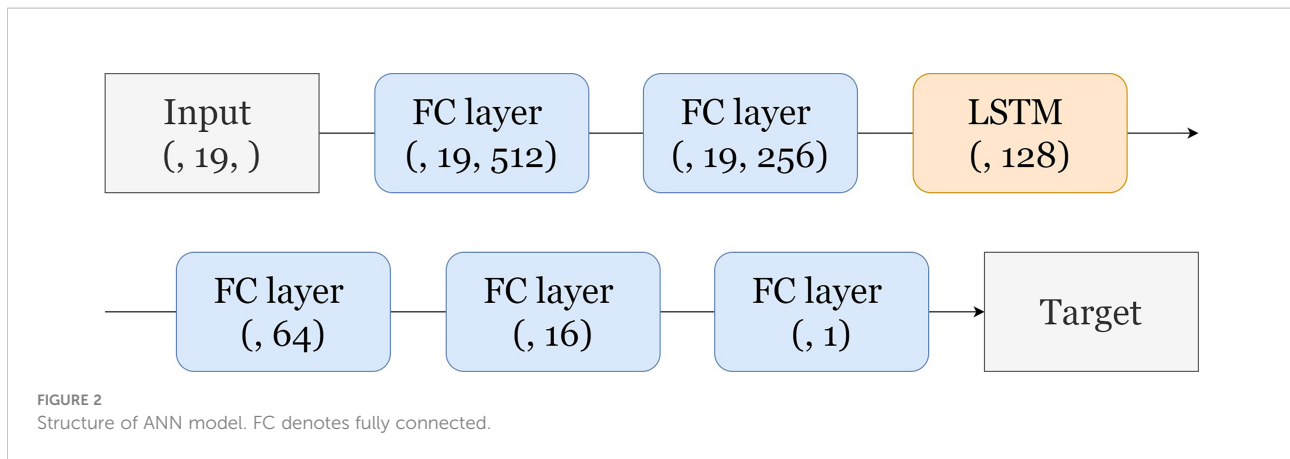 Input
(, 19, )
FC layer
(, 19, 512)
FC layer
(, 19, 256)
LSTM
(, 128)
FC layer
(, 64)
FC layer
(, 16)
FC layer
(, 1)
Target
FIGURE 2
Structure of ANN model. FC denotes fully connected.